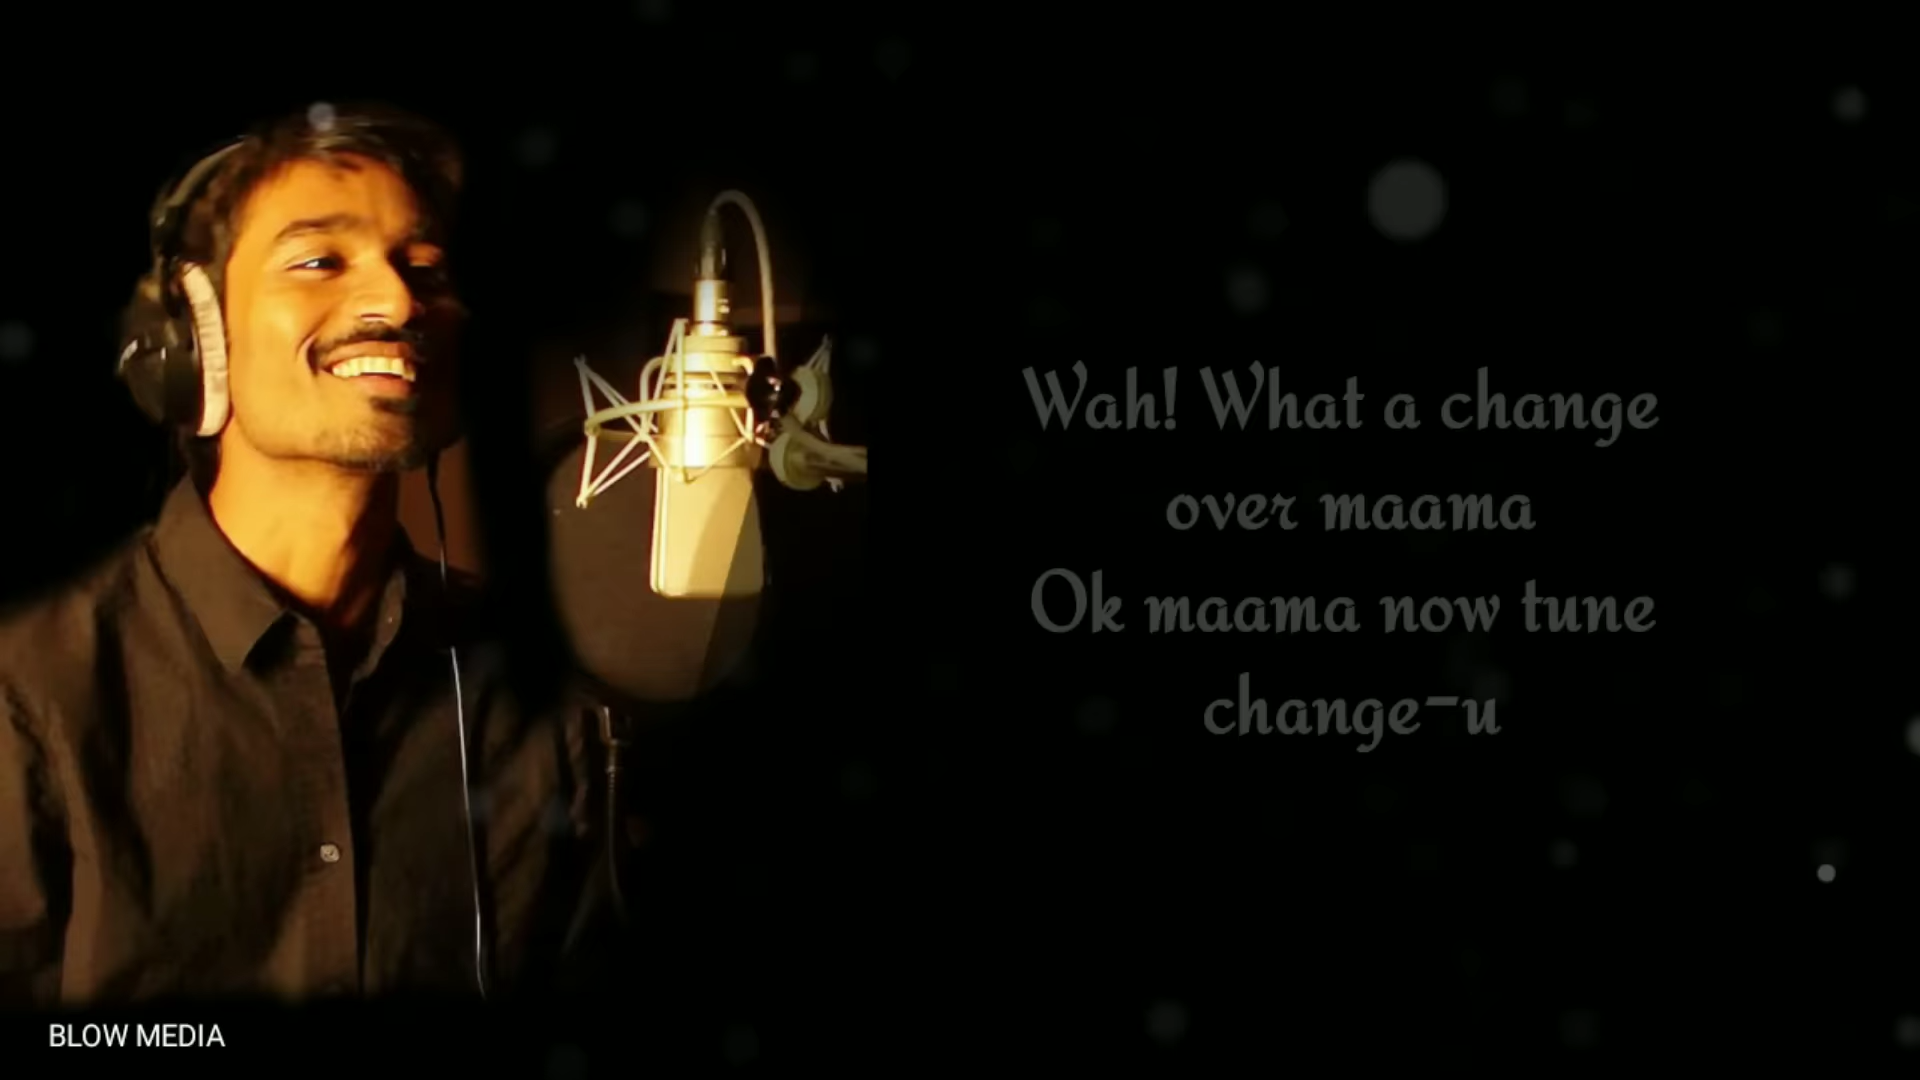 Wah! What a change
over maama
Ok maama now tune
change-u
BLOW MEDIA